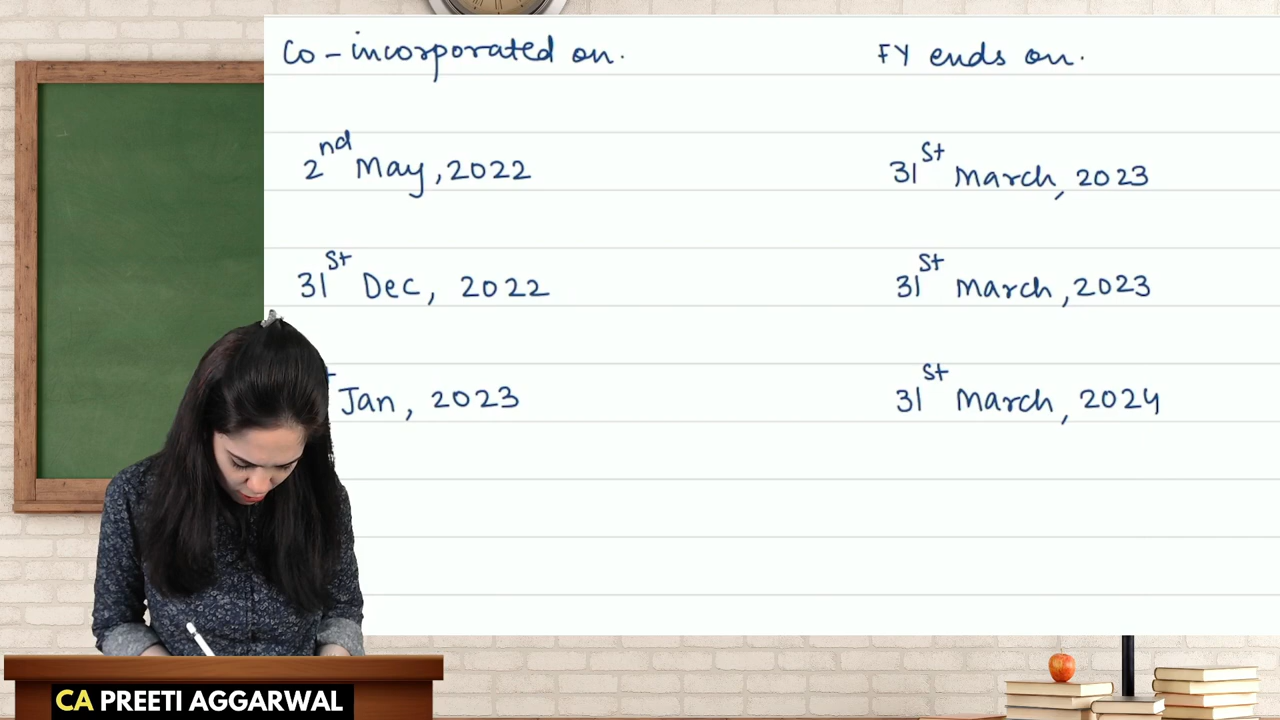 Co-incorporated on. FY ends on.
2nd May, 2022 31st March, 2023
31st Dec, 2022 31st March, 2023
Jan, 2023 31st March, 2024
CA PREETI AGGARWAL